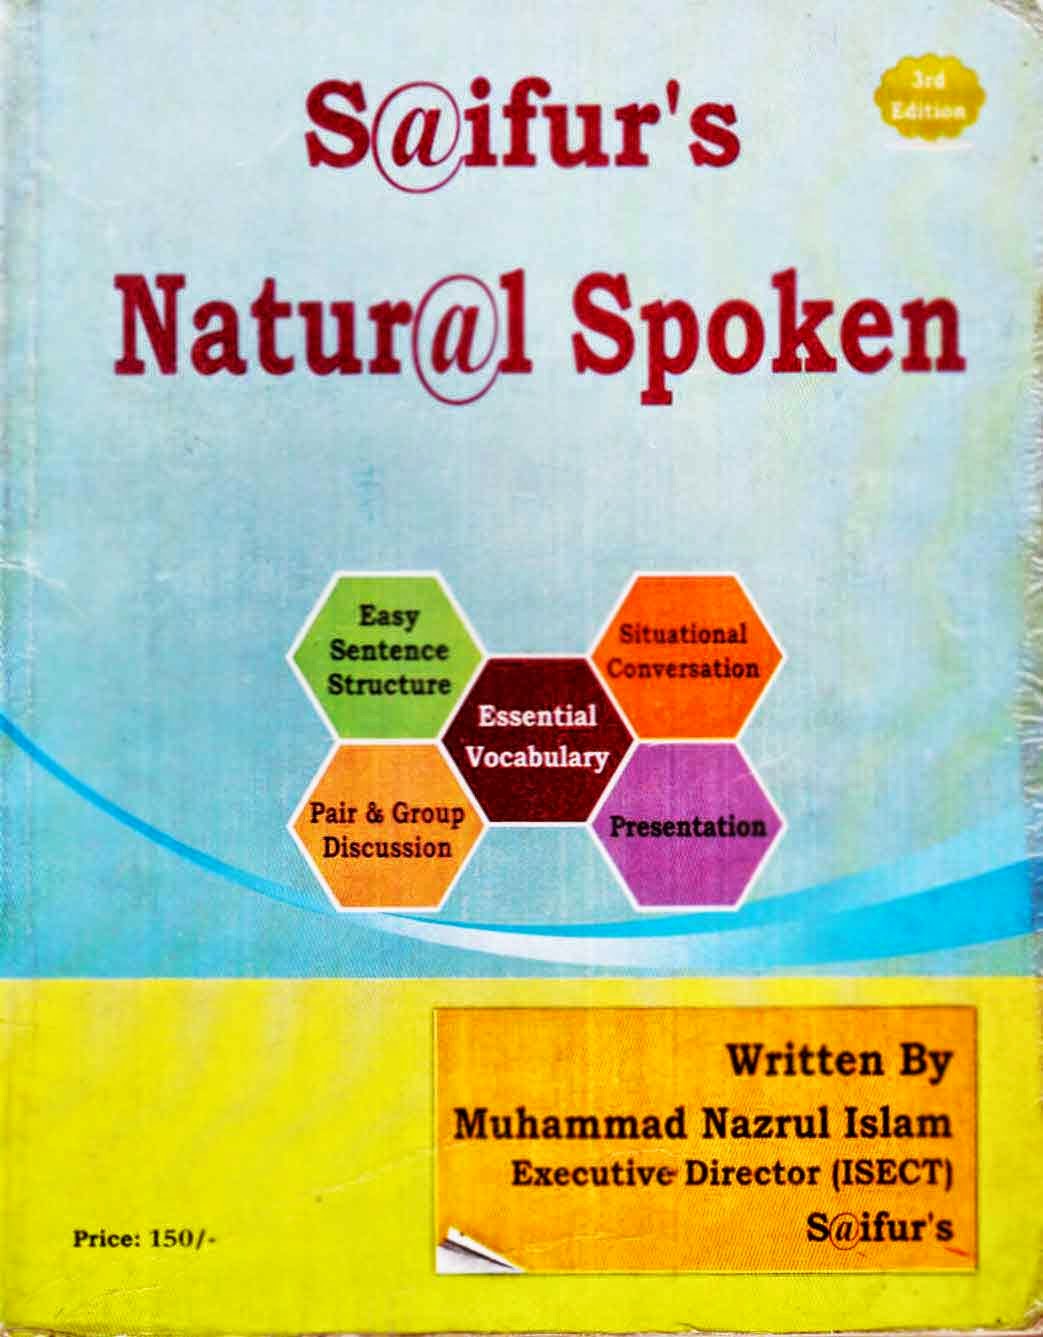 S@ifur's
3rd
Edition
Natur@l Spoken
Easy
Sentence
Structure
Situational
Conversation
Essential
Vocabulary
Pair & Group
Discussion
Presentation
Written By
Muhammad Nazrul Islam
Executive Director (ISECT)
S@ifur's
Price: 150/-